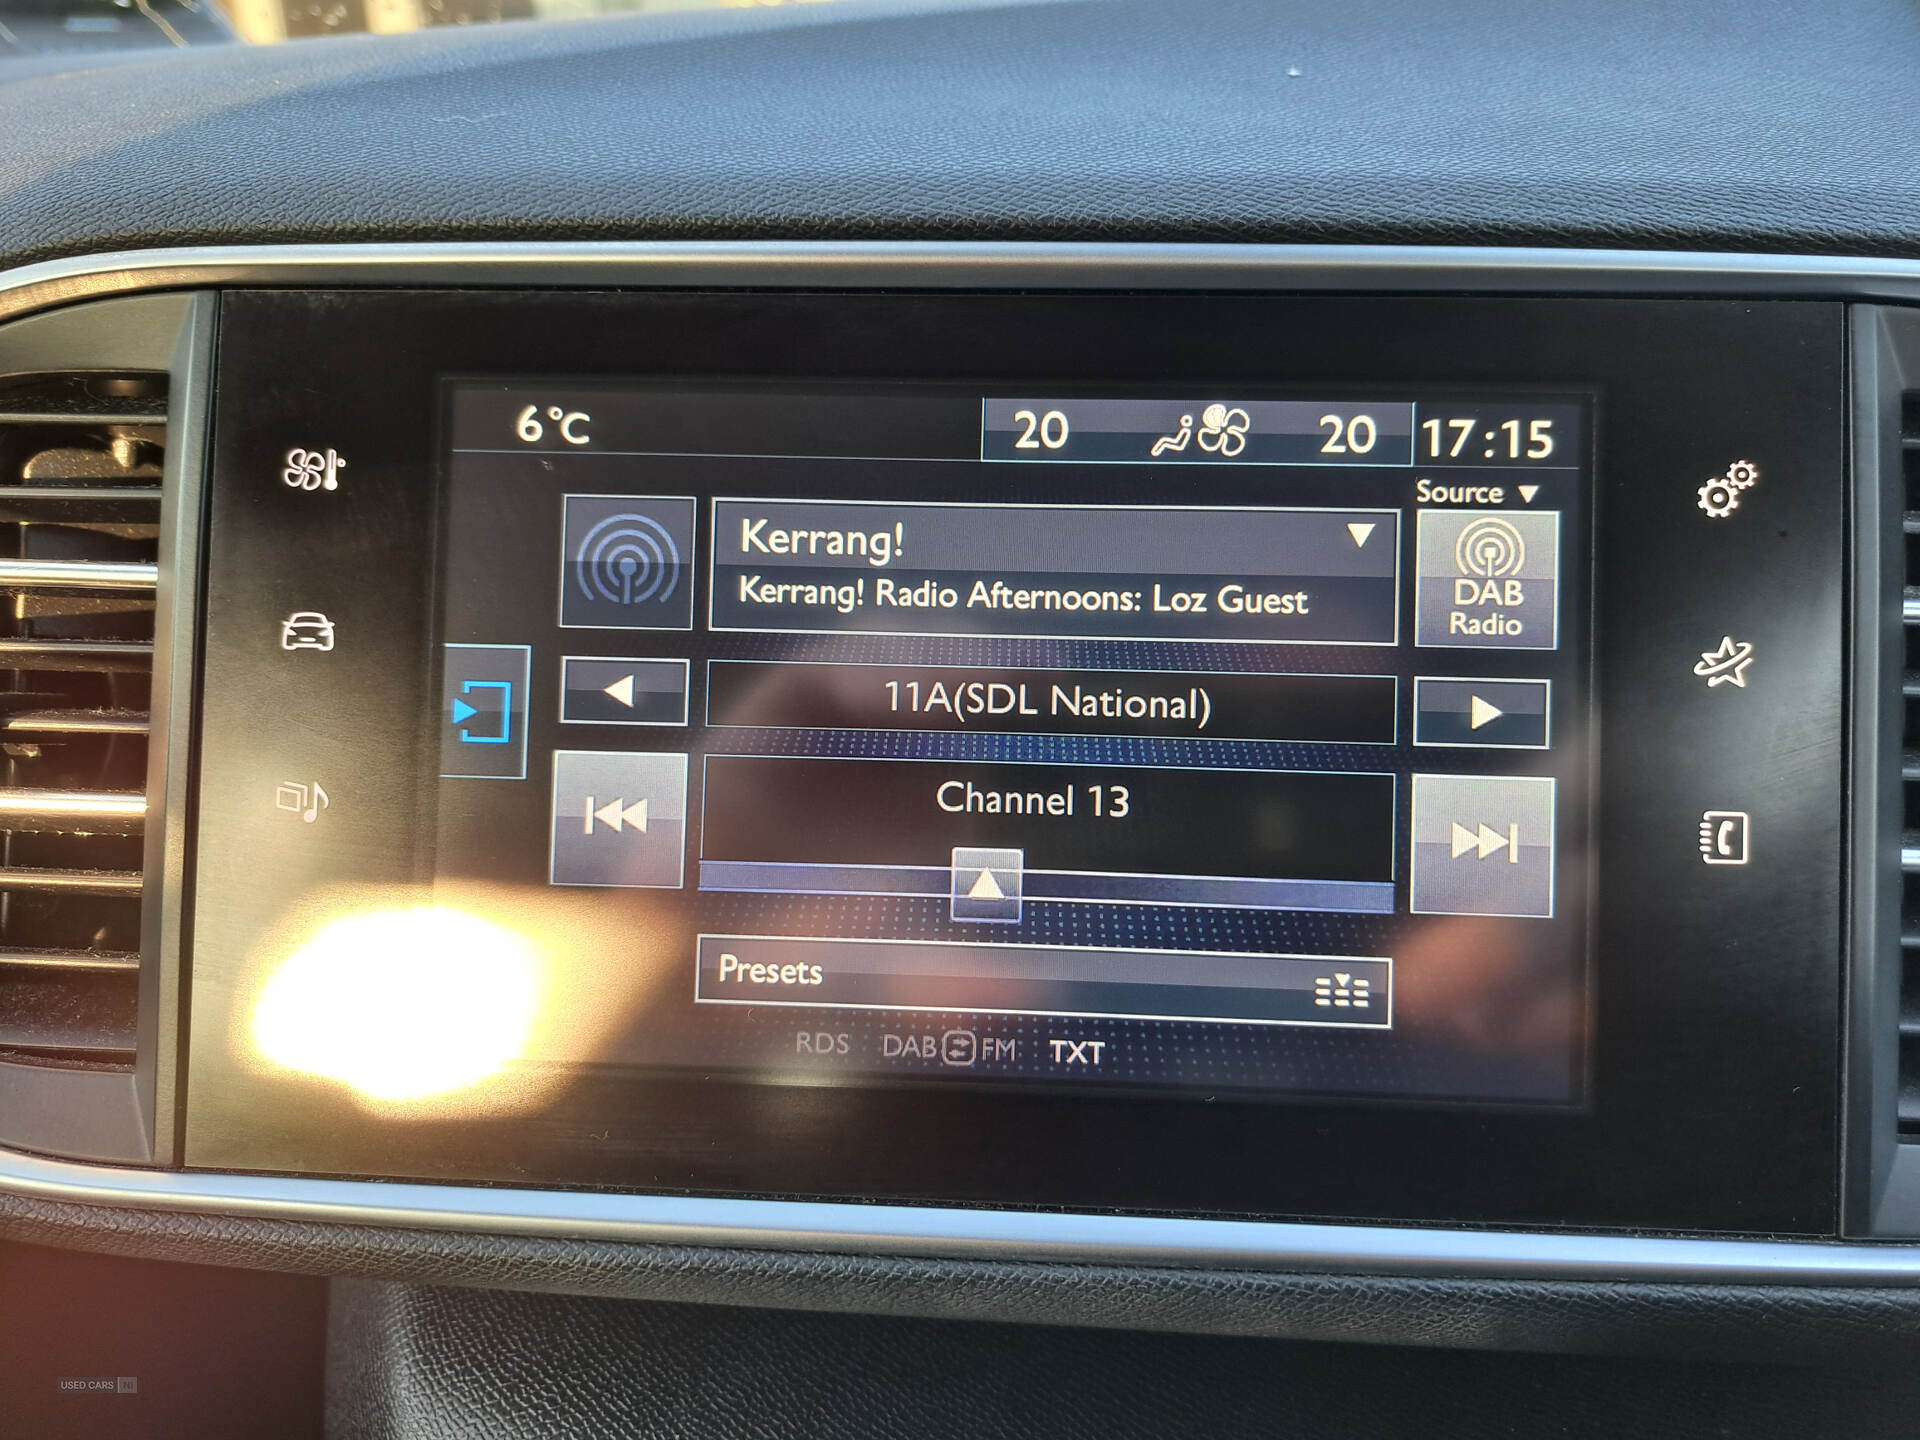 6°C
20
20
17:15
Source
Kerrang!
Kerrang! Radio Afternoons: Loz Guest
DAB
Radio
11A(SDL National)
Channel 13
Presets
RDS DAB FM TXT
USED CARS NI